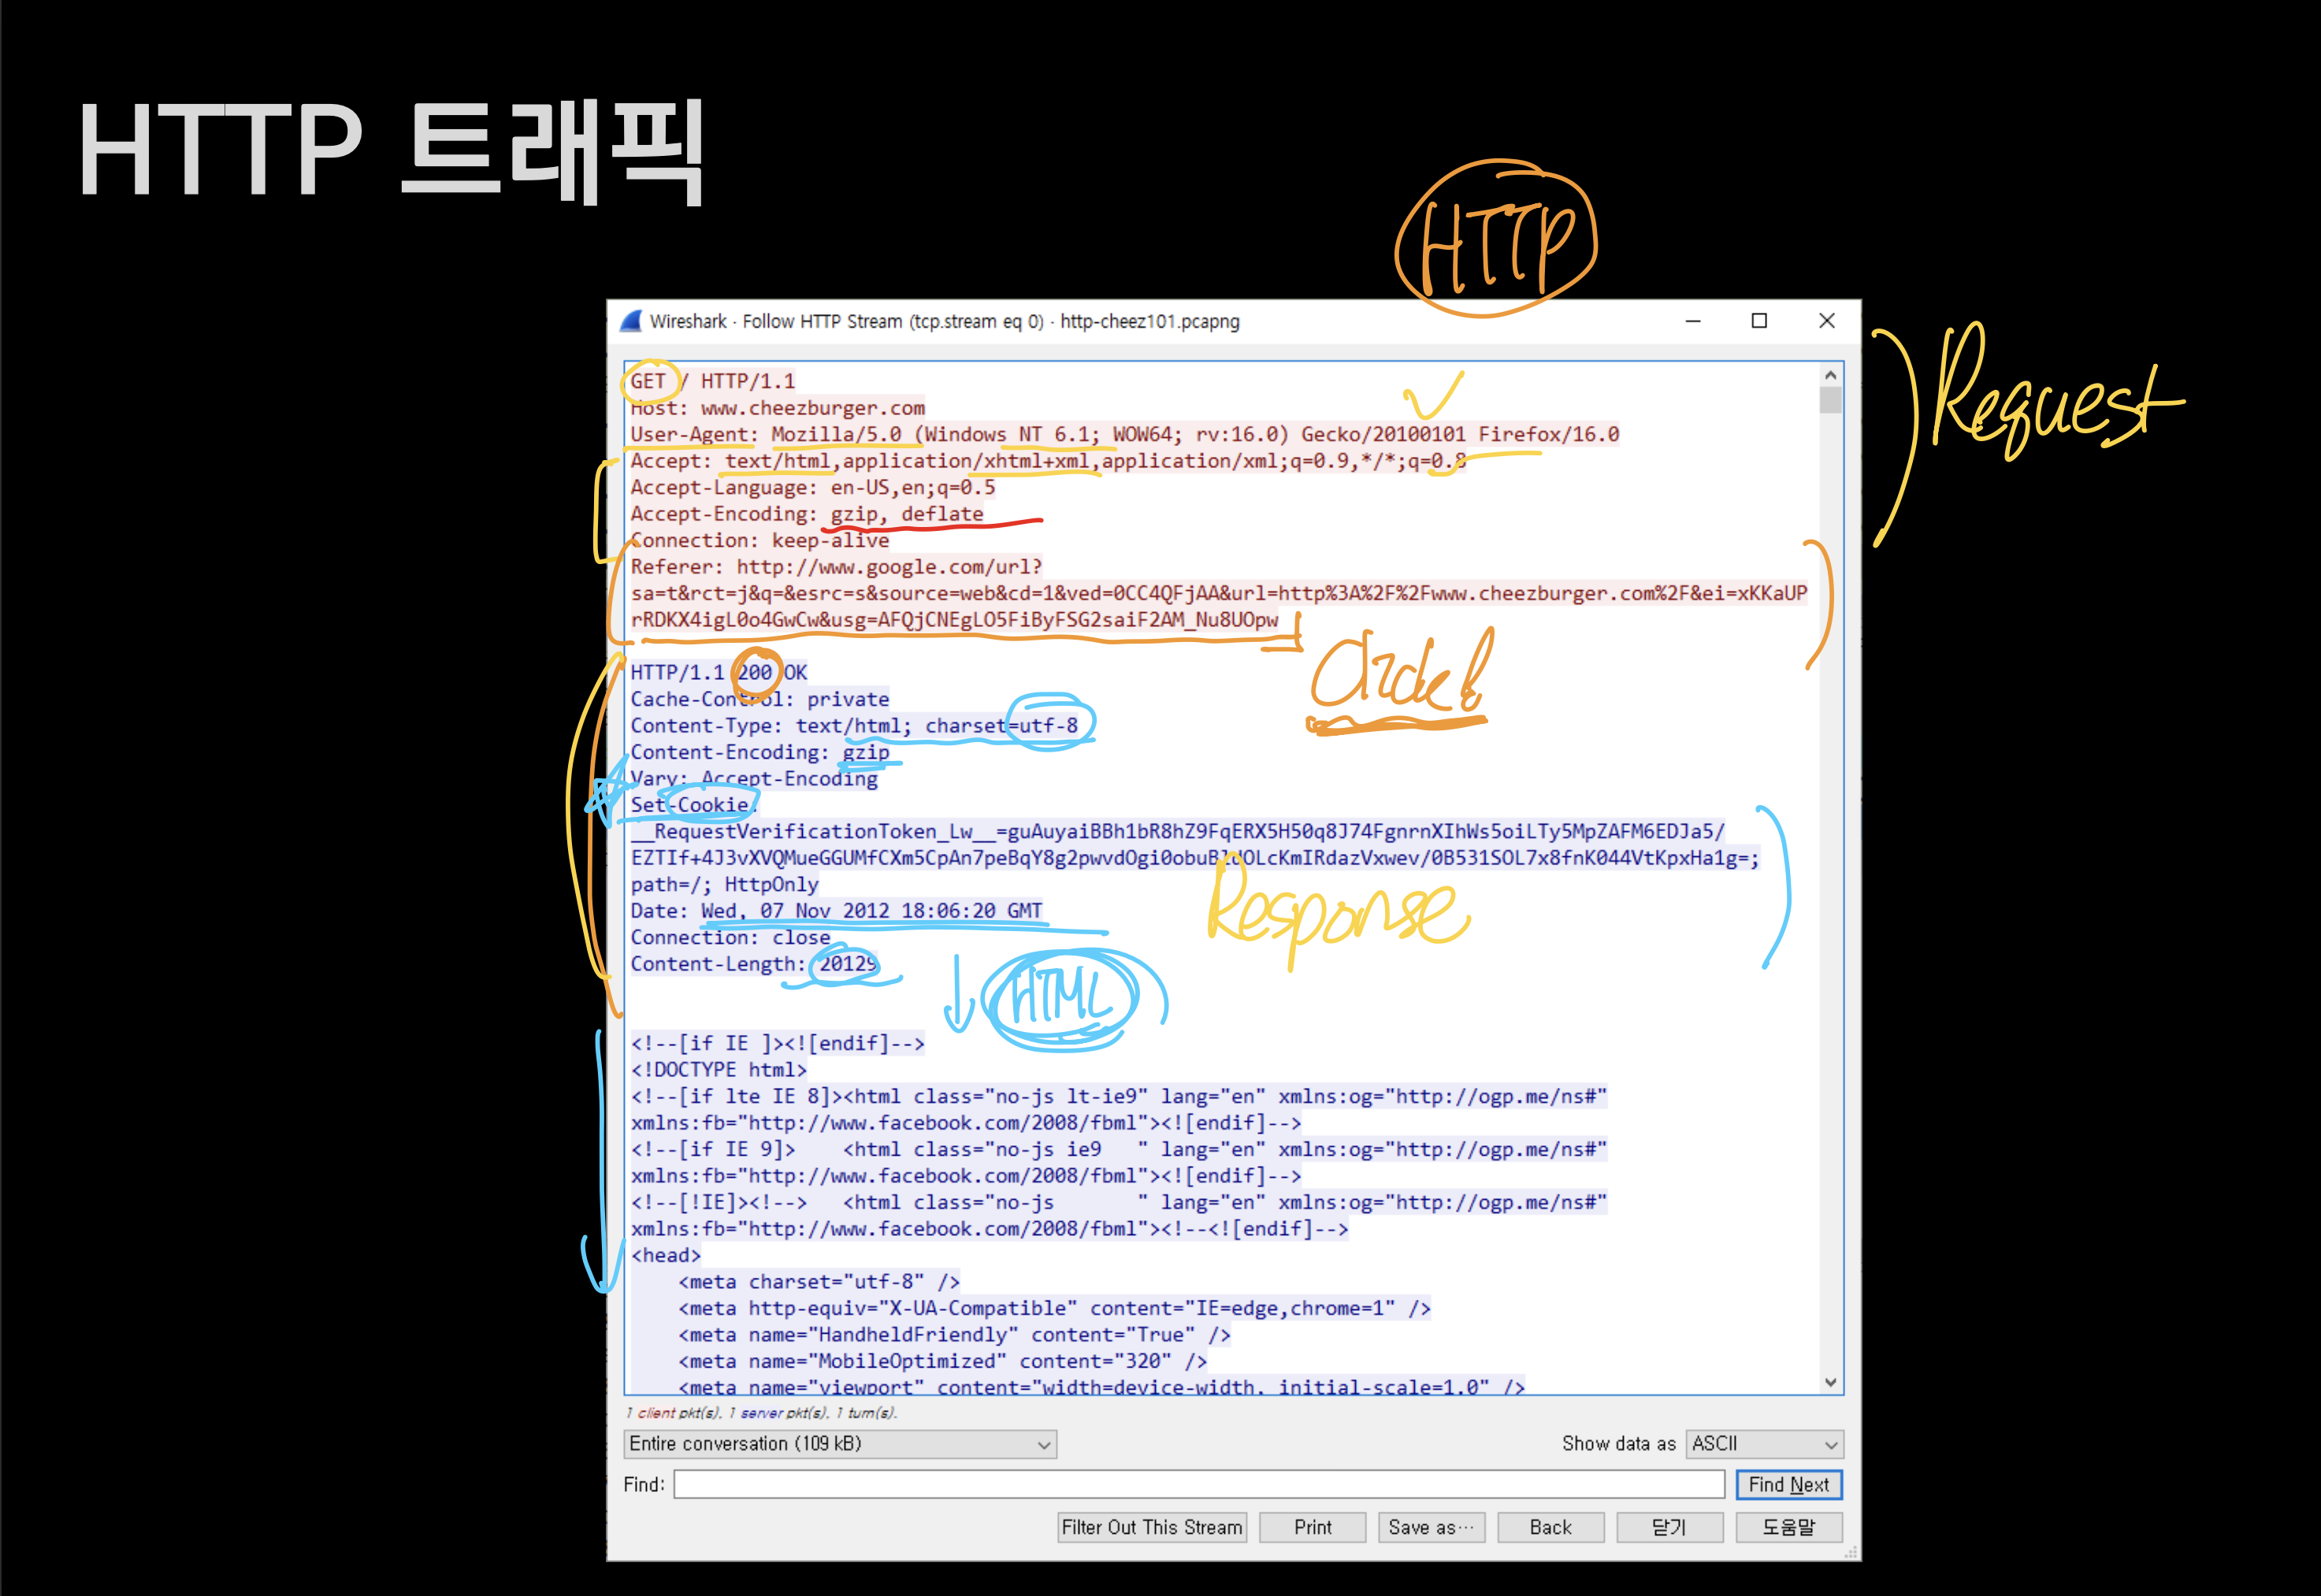 HTTP 트래픽
HTTP
Wireshark · Follow HTTP Stream (tcp.stream eq 0) · http-cheez101.pcapng
Request
GET / HTTP/1.1
Host: www.cheezburger.com
User-Agent: Mozilla/5.0 (Windows NT 6.1; WOW64; rv:16.0) Gecko/20100101 Firefox/16.0
Accept: text/html,application/xhtml+xml,application/xml;q=0.9,*/*;q=0.8
Accept-Language: en-US,en;q=0.5
Accept-Encoding: gzip, deflate
Connection: keep-alive
Referer: http://www.google.com/url?
sa=t&rct=j&q=&esrc=s&source=web&cd=1&ved=0CC4QFjAA&url=http%3A%2F%2Fwww.cheezburger.com%2F&ei=xKKaUP
rRDKX4igL0o4GwCw&usg=AFQjCNEgLO5FiByFSG2saiF2AM_Nu8UOpw
HTTP/1.1 200 OK
Cache-Control: private
Content-Type: text/html; charset=utf-8
Content-Encoding: gzip
Vary: Accept-Encoding
Set-Cookie:
__RequestVerificationToken_Lw__=guAuyaiBBh1bR8hZ9FqERX5H50q8J74FgnrnXIhWs5oiLTy5MpZAFM6EDJa5/
path=/; HttpOnly
Response
Date: Wed, 07 Nov 2012 18:06:20 GMT
Connection: close
Content-Length: 20129
HTML
<!--[if IE ]><![endif]-->
<!DOCTYPE html>
<!--[if lte IE 8]><html class="no-js lt-ie9" lang="en" xmlns:og="http://ogp.me/ns#"
xmlns:fb="http://www.facebook.com/2008/fbml"><![endif]-->
<!--[if IE 9]>    <html class="no-js ie9   " lang="en" xmlns:og="http://ogp.me/ns#"
xmlns:fb="http://www.facebook.com/2008/fbml"><![endif]-->
<!--[!IE]><!-->   <html class="no-js       " lang="en" xmlns:og="http://ogp.me/ns#"
xmlns:fb="http://www.facebook.com/2008/fbml"><!--<![endif]-->
<head>
    <meta charset="utf-8" />
    <meta http-equiv="X-UA-Compatible" content="IE=edge,chrome=1" />
    <meta name="HandheldFriendly" content="True" />
    <meta name="MobileOptimized" content="320" />
    <meta name="viewport" content="width=device-width, initial-scale=1.0" />
1 client pkt(s), 1 server pkt(s), 1 turn(s).
Entire conversation (109 kB) Show data as ASCII
Find: Find Next
Filter Out This Stream Print Save as… Back 닫기 도움말